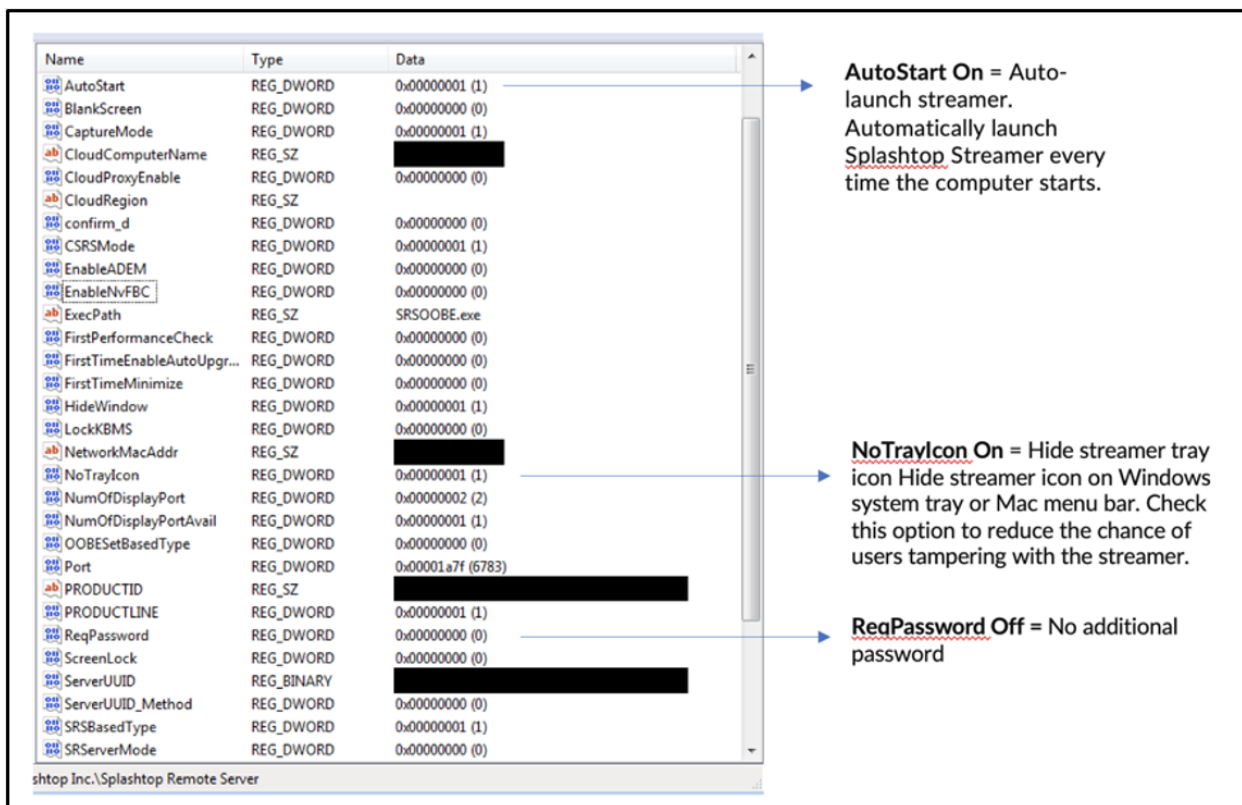 Name Type Data
AutoStart REG_DWORD 0x00000001 (1)
BlankScreen REG_DWORD 0x00000000 (0)
CaptureMode REG_DWORD 0x00000001 (1)
CloudComputerName REG_SZ
CloudProxyEnable REG_DWORD 0x00000000 (0)
CloudRegion REG_SZ
confirm_d REG_DWORD 0x00000000 (0)
CSRSMode REG_DWORD 0x00000001 (1)
EnableADEM REG_DWORD 0x00000000 (0)
EnableNvFBC REG_DWORD 0x00000000 (0)
ExecPath REG_SZ SRSOOBE.exe
FirstPerformanceCheck REG_DWORD 0x00000000 (0)
FirstTimeEnableAutoUpgr... REG_DWORD 0x00000000 (0)
FirstTimeMinimize REG_DWORD 0x00000000 (0)
HideWindow REG_DWORD 0x00000001 (1)
LockKBMS REG_DWORD 0x00000000 (0)
NetworkMacAddr REG_SZ
NoTrayIcon REG_DWORD 0x00000001 (1)
NumOfDisplayPort REG_DWORD 0x00000002 (2)
NumOfDisplayPortAvail REG_DWORD 0x00000001 (1)
OOBESetBasedType REG_DWORD 0x00000000 (0)
Port REG_DWORD 0x00001a7f (6783)
PRODUCTID REG_SZ
PRODUCTLINE REG_DWORD 0x00000001 (1)
ReqPassword REG_DWORD 0x00000000 (0)
ScreenLock REG_DWORD 0x00000000 (0)
ServerUUID REG_BINARY
ServerUUID_Method REG_DWORD 0x00000000 (0)
SRSBasedType REG_DWORD 0x00000001 (1)
SRServerMode REG_DWORD 0x00000000 (0)
shtop Inc.\Splashtop Remote Server
AutoStart On = Auto-
launch streamer.
Automatically launch
Splashtop Streamer every
time the computer starts.
NoTrayIcon On = Hide streamer tray
icon Hide streamer icon on Windows
system tray or Mac menu bar. Check
this option to reduce the chance of
users tampering with the streamer.
ReqPassword Off = No additional
password